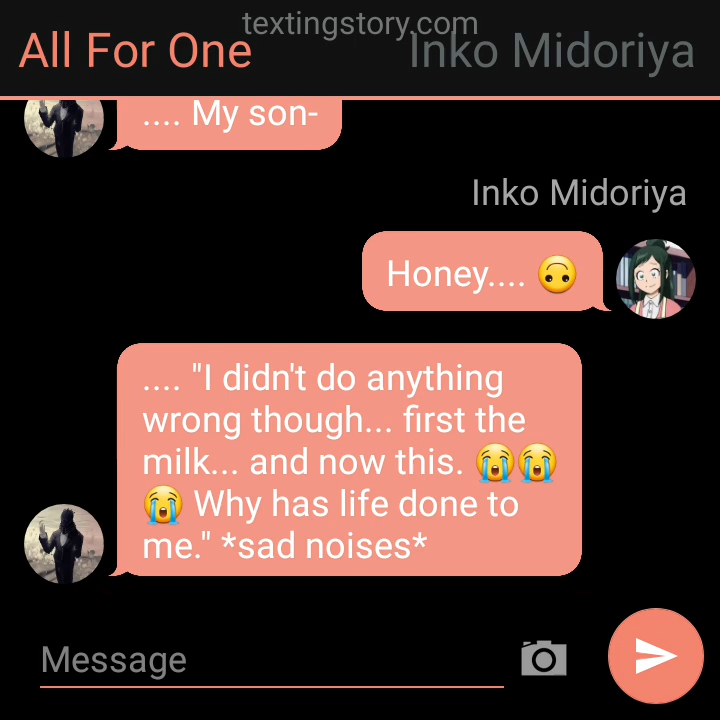 textingstory.com
All For One
Inko Midoriya
.... My son-
Inko Midoriya
Honey.... 🙃
.... "I didn't do anything
wrong though... first the
milk... and now this. 😭😭
😭 Why has life done to
me." *sad noises*
Message